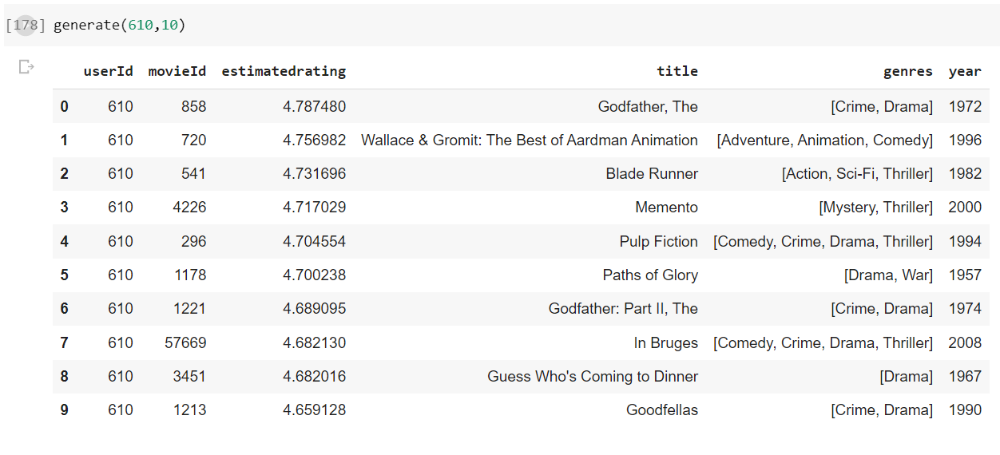 [178] generate(610,10)
userId movieId estimatedrating title genres year
0 610 858 4.787480 Godfather, The [Crime, Drama] 1972
1 610 720 4.756982 Wallace & Gromit: The Best of Aardman Animation [Adventure, Animation, Comedy] 1996
2 610 541 4.731696 Blade Runner [Action, Sci-Fi, Thriller] 1982
3 610 4226 4.717029 Memento [Mystery, Thriller] 2000
4 610 296 4.704554 Pulp Fiction [Comedy, Crime, Drama, Thriller] 1994
5 610 1178 4.700238 Paths of Glory [Drama, War] 1957
6 610 1221 4.689095 Godfather: Part II, The [Crime, Drama] 1974
7 610 57669 4.682130 In Bruges [Comedy, Crime, Drama, Thriller] 2008
8 610 3451 4.682016 Guess Who's Coming to Dinner [Drama] 1967
9 610 1213 4.659128 Goodfellas [Crime, Drama] 1990